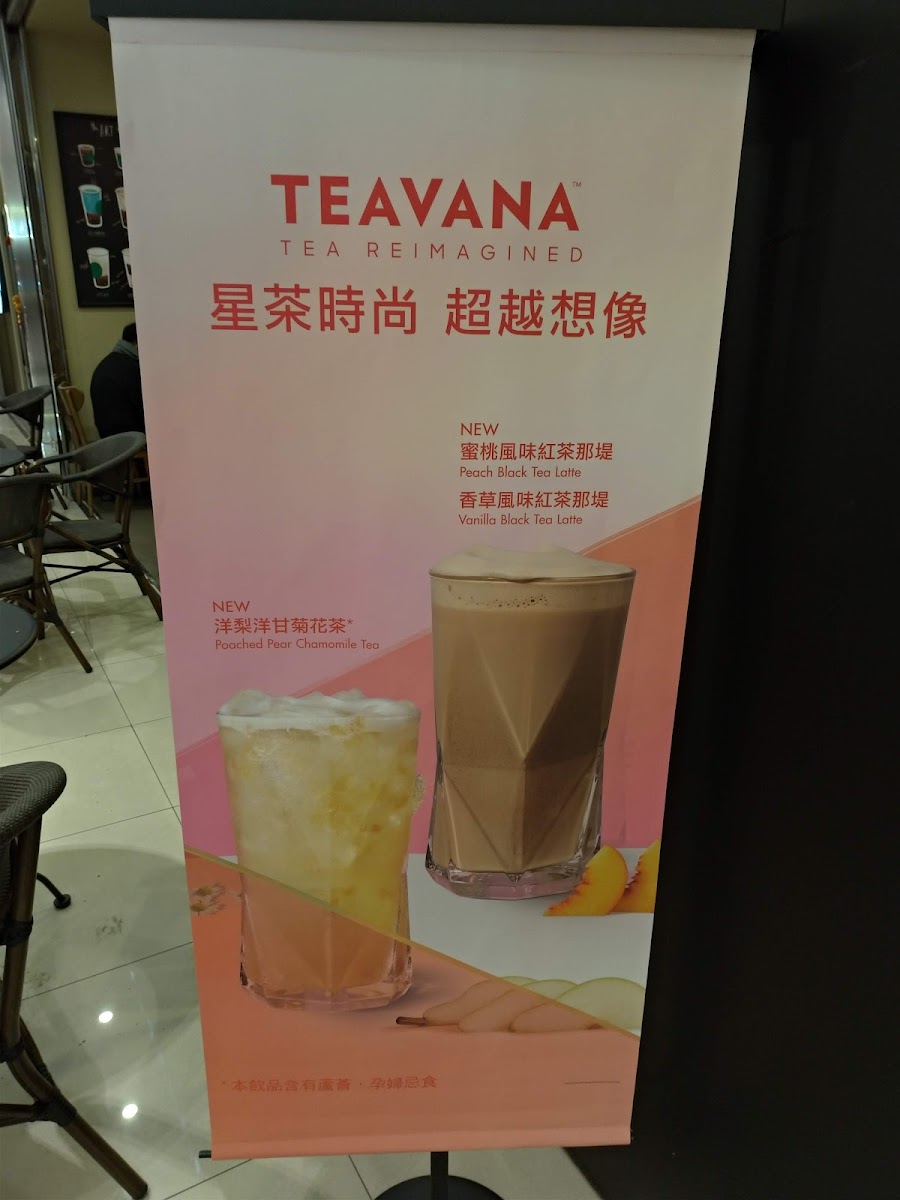 TEAVANA™
TEA REIMAGINED
星茶時尚 超越想像
NEW
蜜桃風味紅茶那堤
Peach Black Tea Latte
香草風味紅茶那堤
Vanilla Black Tea Latte
NEW
洋梨洋甘菊花茶*
Poached Pear Chamomile Tea
*本飲品含有蘆薈，孕婦忌食